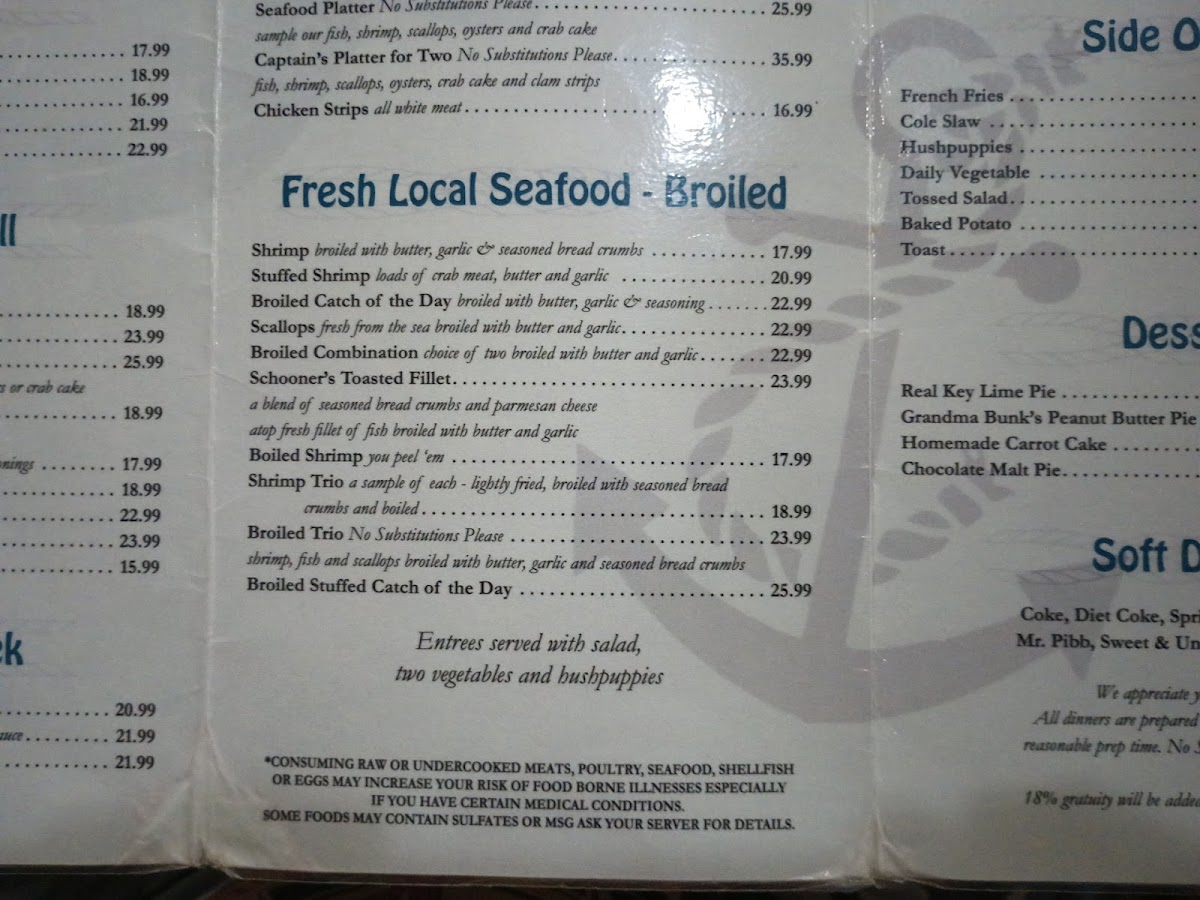 17.99
18.99
16.99
21.99
22.99
ll
18.99
23.99
25.99
s or crab cake
18.99
onings 17.99
18.99
22.99
23.99
15.99
ek
20.99
auce 21.99
21.99
Seafood Platter No Substitutions Please 25.99
sample our fish, shrimp, scallops, oysters and crab cake
Captain's Platter for Two No Substitutions Please 35.99
fish, shrimp, scallops, oysters, crab cake and clam strips
Chicken Strips all white meat 16.99
Fresh Local Seafood - Broiled
Shrimp broiled with butter, garlic & seasoned bread crumbs 17.99
Stuffed Shrimp loads of crab meat, butter and garlic 20.99
Broiled Catch of the Day broiled with butter, garlic & seasoning 22.99
Scallops fresh from the sea broiled with butter and garlic 22.99
Broiled Combination choice of two broiled with butter and garlic 22.99
Schooner's Toasted Fillet 23.99
a blend of seasoned bread crumbs and parmesan cheese
atop fresh fillet of fish broiled with butter and garlic
Boiled Shrimp you peel 'em 17.99
Shrimp Trio a sample of each - lightly fried, broiled with seasoned bread
crumbs and boiled 18.99
Broiled Trio No Substitutions Please 23.99
shrimp, fish and scallops broiled with butter, garlic and seasoned bread crumbs
Broiled Stuffed Catch of the Day 25.99
Entrees served with salad,
two vegetables and hushpuppies
*CONSUMING RAW OR UNDERCOOKED MEATS, POULTRY, SEAFOOD, SHELLFISH
OR EGGS MAY INCREASE YOUR RISK OF FOOD BORNE ILLNESSES ESPECIALLY
IF YOU HAVE CERTAIN MEDICAL CONDITIONS.
SOME FOODS MAY CONTAIN SULFATES OR MSG ASK YOUR SERVER FOR DETAILS.
Side O
French Fries
Cole Slaw
Hushpuppies
Daily Vegetable
Tossed Salad
Baked Potato
Toast
Dess
Real Key Lime Pie
Grandma Bunk's Peanut Butter Pie
Homemade Carrot Cake
Chocolate Malt Pie
Soft D
Coke, Diet Coke, Spri
Mr. Pibb, Sweet & Un
We appreciate y
All dinners are prepared
reasonable prep time. No S
18% gratuity will be added